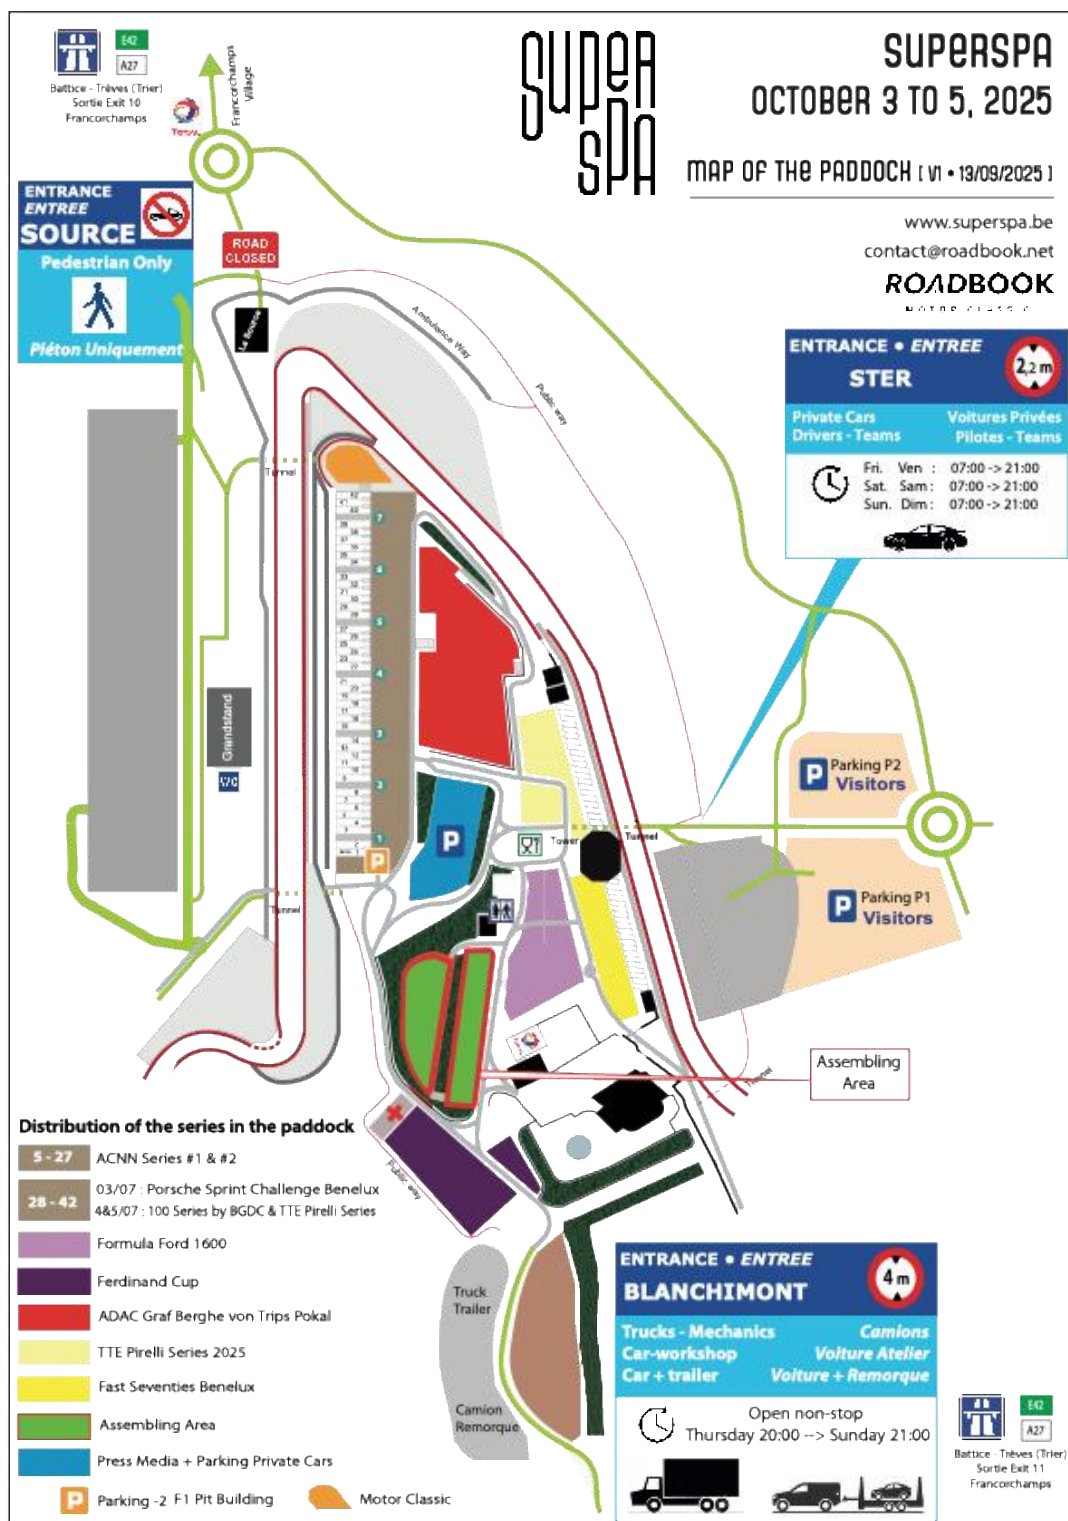 E42
A27
Battice - Trèves (Trier)
Sortie Exit 10
Francorchamps
Francorchamps
Village
SUPER
SPA
SUPERSPA
OCTOBER 3 TO 5, 2025
MAP OF THE PADDOCK [ V1 • 13/09/2025 ]
www.superspa.be
contact@roadbook.net
ROADBOOK
ENTRANCE
ENTREE
SOURCE
Pedestrian Only
Piéton Uniquement
ROAD
CLOSED
La Source
Ambulance Way
Public way
ENTRANCE • ENTREE
STER
2,2 m
Private Cars
Voitures Privées
Drivers - Teams
Pilotes - Teams
Fri. Ven : 07:00 -> 21:00
Sat. Sam : 07:00 -> 21:00
Sun. Dim : 07:00 -> 21:00
Tunnel
7
6
5
4
3
2
1
Grandstand
WC
P
P
Tower
Tunnel
P
Parking P2
Visitors
P
Parking P1
Visitors
Tunnel
Assembling
Area
Tunnel
Public way
Distribution of the series in the paddock
5 - 27 ACNN Series #1 & #2
28 - 42 03/07 : Porsche Sprint Challenge Benelux
4&5/07 : 100 Series by BGDC & TTE Pirelli Series
Formula Ford 1600
Ferdinand Cup
ADAC Graf Berghe von Trips Pokal
TTE Pirelli Series 2025
Fast Seventies Benelux
Assembling Area
Press Media + Parking Private Cars
P Parking -2 F1 Pit Building
Motor Classic
Truck
Trailer
Camion
Remorque
ENTRANCE • ENTREE
BLANCHIMONT
4 m
Trucks - Mechanics
Camions
Car-workshop
Voiture Atelier
Car + trailer
Voiture + Remorque
Open non-stop
Thursday 20:00 --> Sunday 21:00
E42
A27
Battice - Trèves (Trier)
Sortie Exit 11
Francorchamps